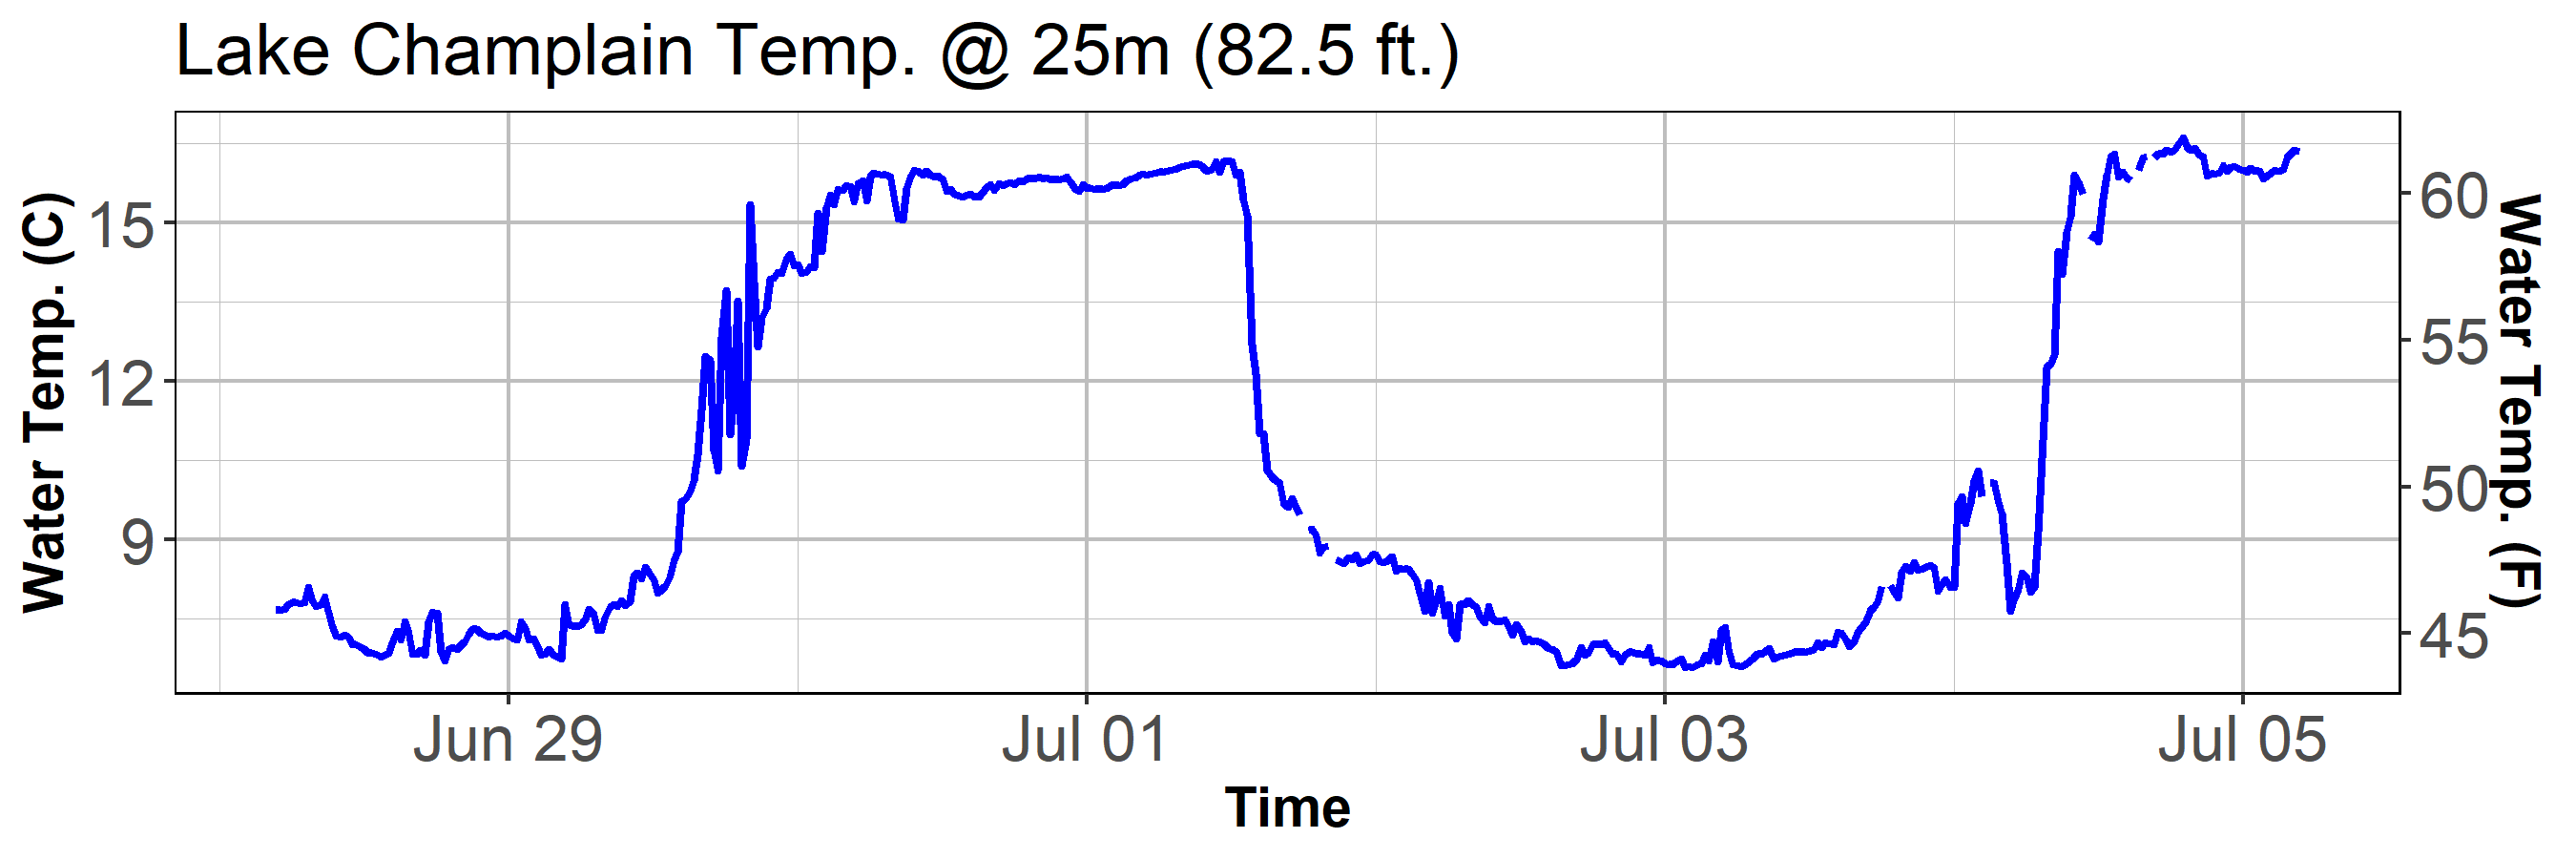 Lake Champlain Temp. @ 25m (82.5 ft.)
Water Temp. (C)
15
12
9
60
55
50
45
Water Temp. (F)
Jun 29
Jul 01
Jul 03
Jul 05
Time